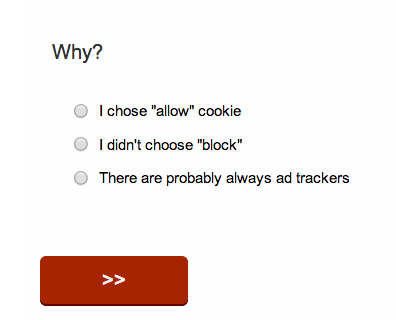 Why?
I chose "allow" cookie
I didn't choose "block"
There are probably always ad trackers
>>